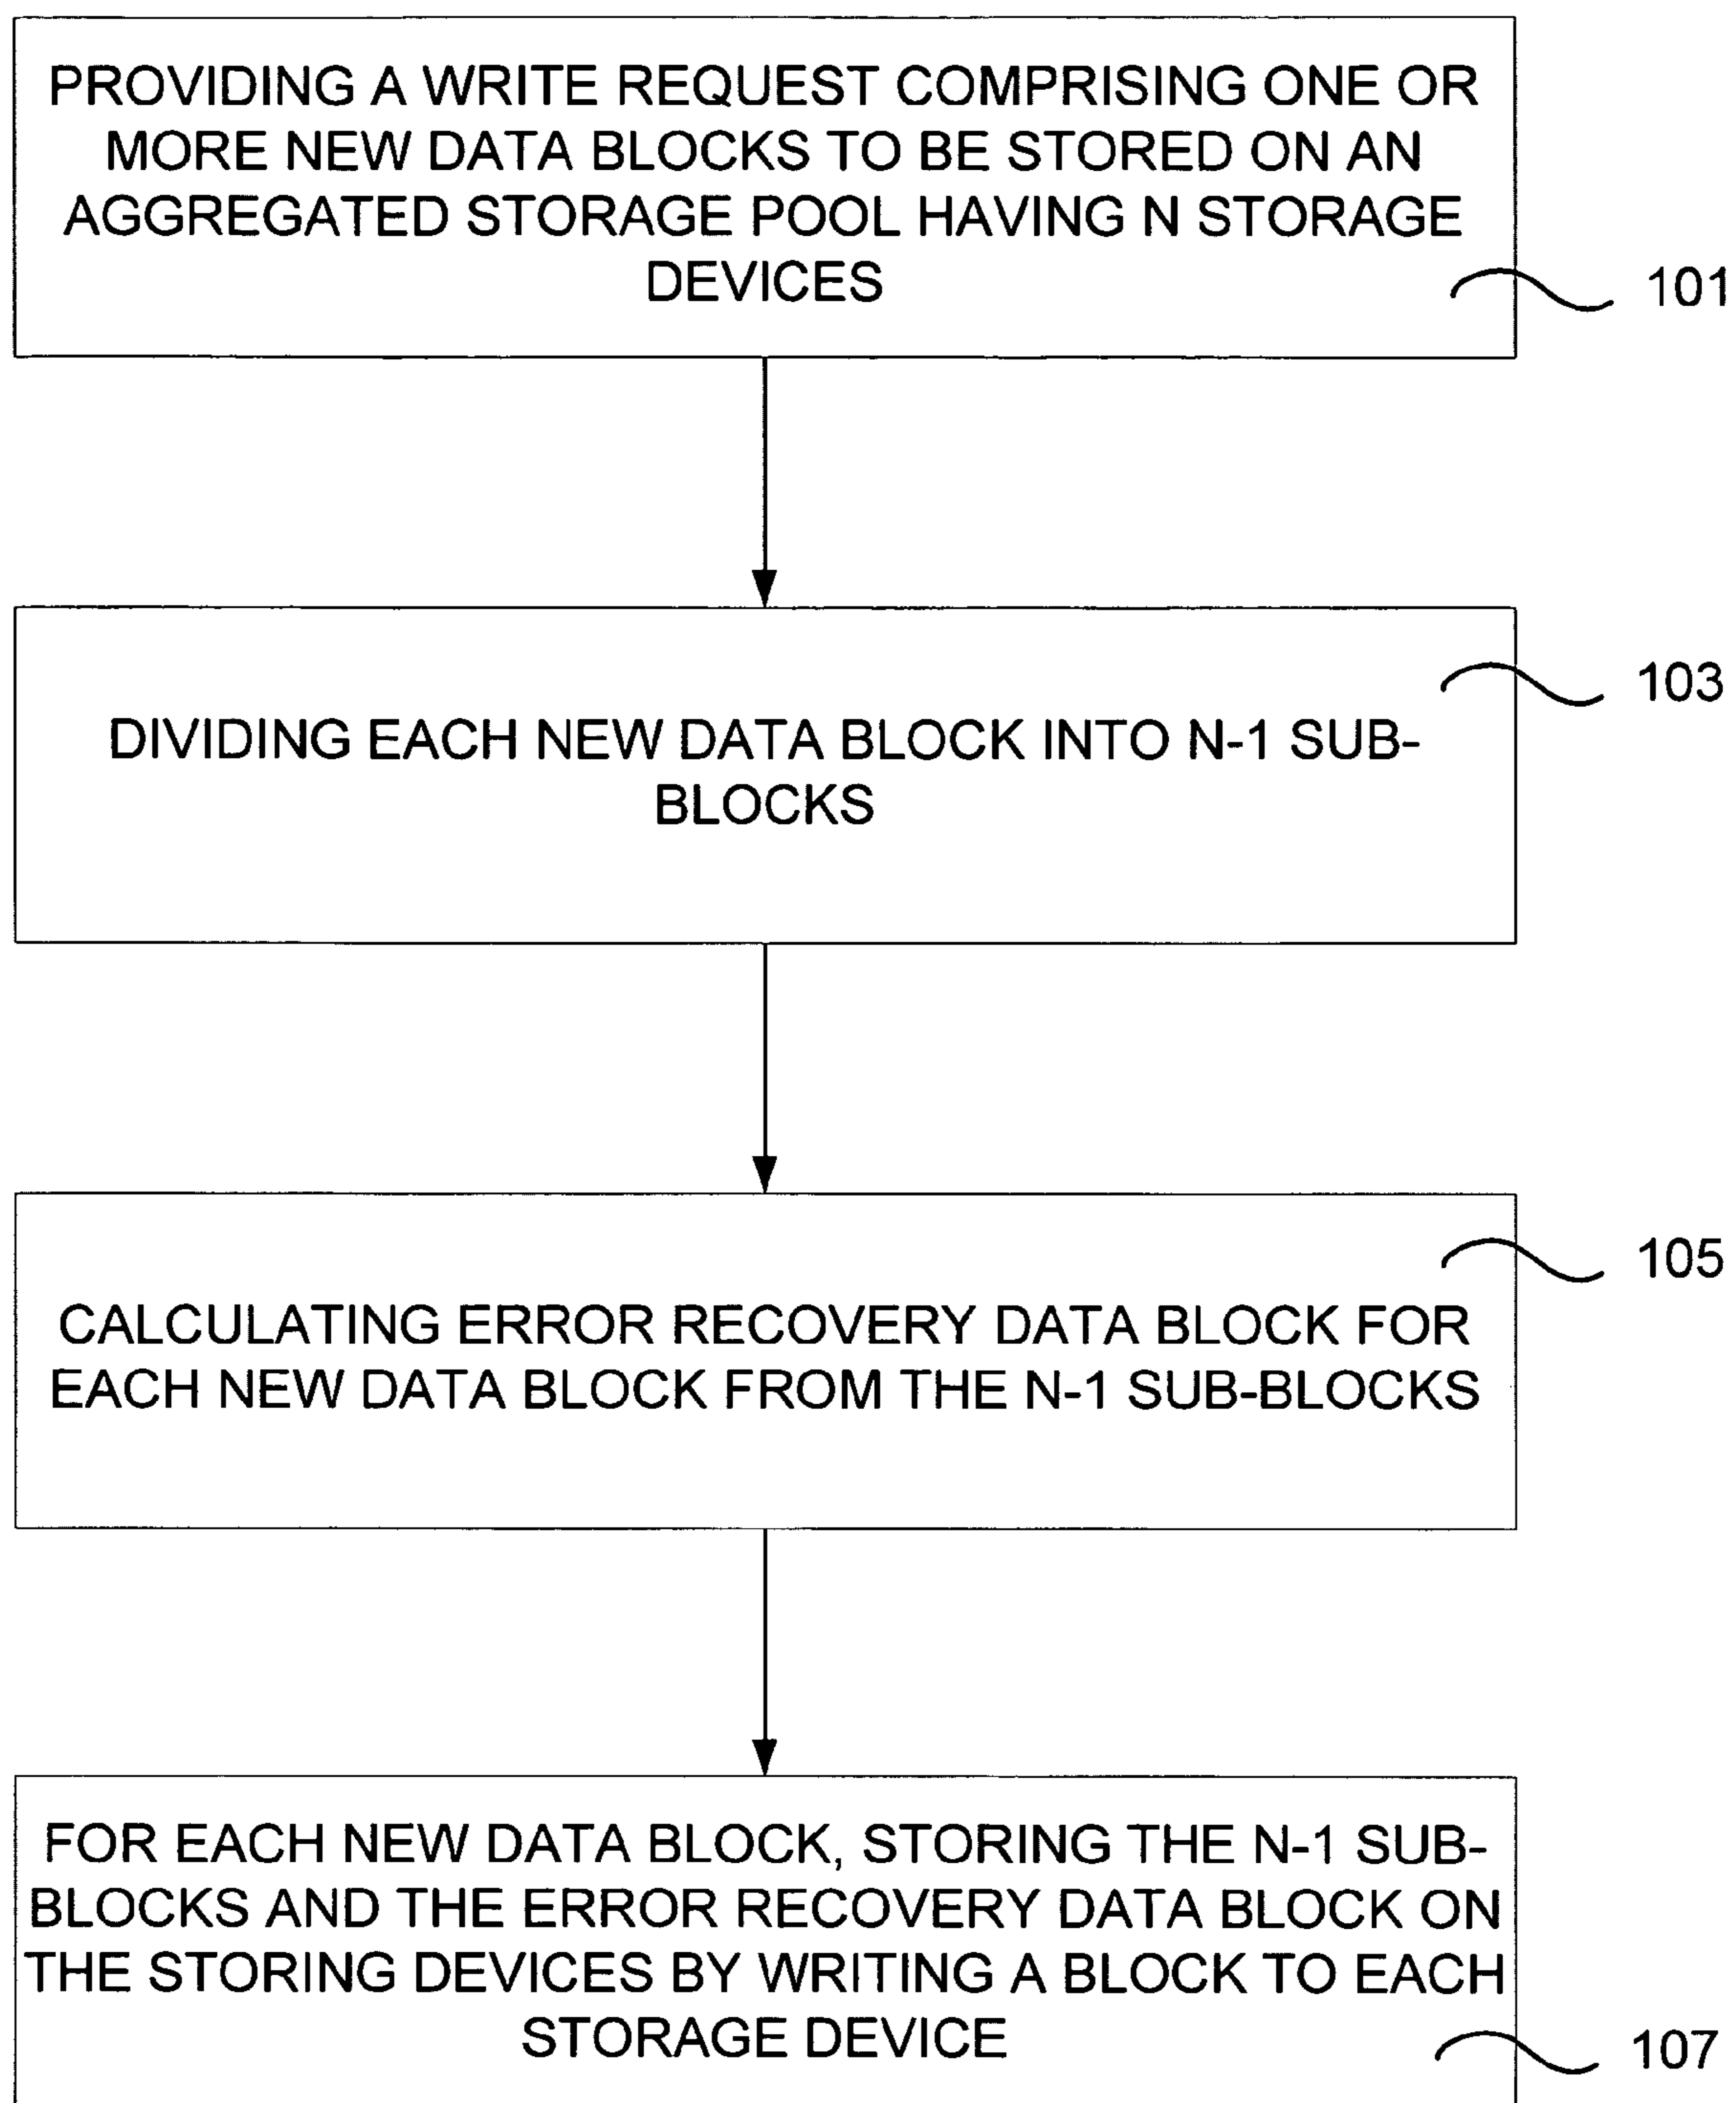 PROVIDING A WRITE REQUEST COMPRISING ONE OR
MORE NEW DATA BLOCKS TO BE STORED ON AN
AGGREGATED STORAGE POOL HAVING N STORAGE
DEVICES
101
103
DIVIDING EACH NEW DATA BLOCK INTO N-1 SUB-
BLOCKS
105
CALCULATING ERROR RECOVERY DATA BLOCK FOR
EACH NEW DATA BLOCK FROM THE N-1 SUB-BLOCKS
FOR EACH NEW DATA BLOCK, STORING THE N-1 SUB-
BLOCKS AND THE ERROR RECOVERY DATA BLOCK ON
THE STORING DEVICES BY WRITING A BLOCK TO EACH
STORAGE DEVICE
107